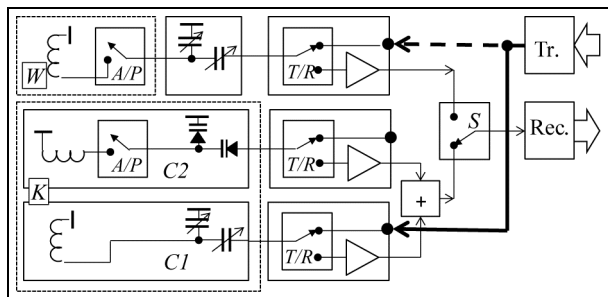 W
A/P
T/R
Tr.
A/P
C2
T/R
S
Rec.
K
+
C1
T/R